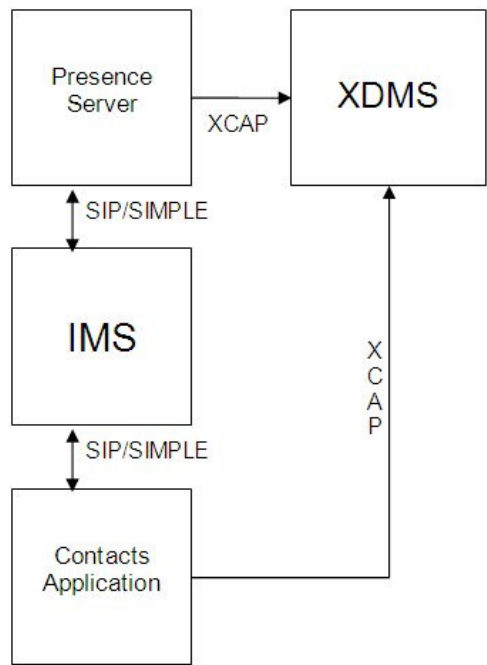 Presence
Server
XDMS
XCAP
SIP/SIMPLE
IMS
X
C
A
P
SIP/SIMPLE
Contacts
Application